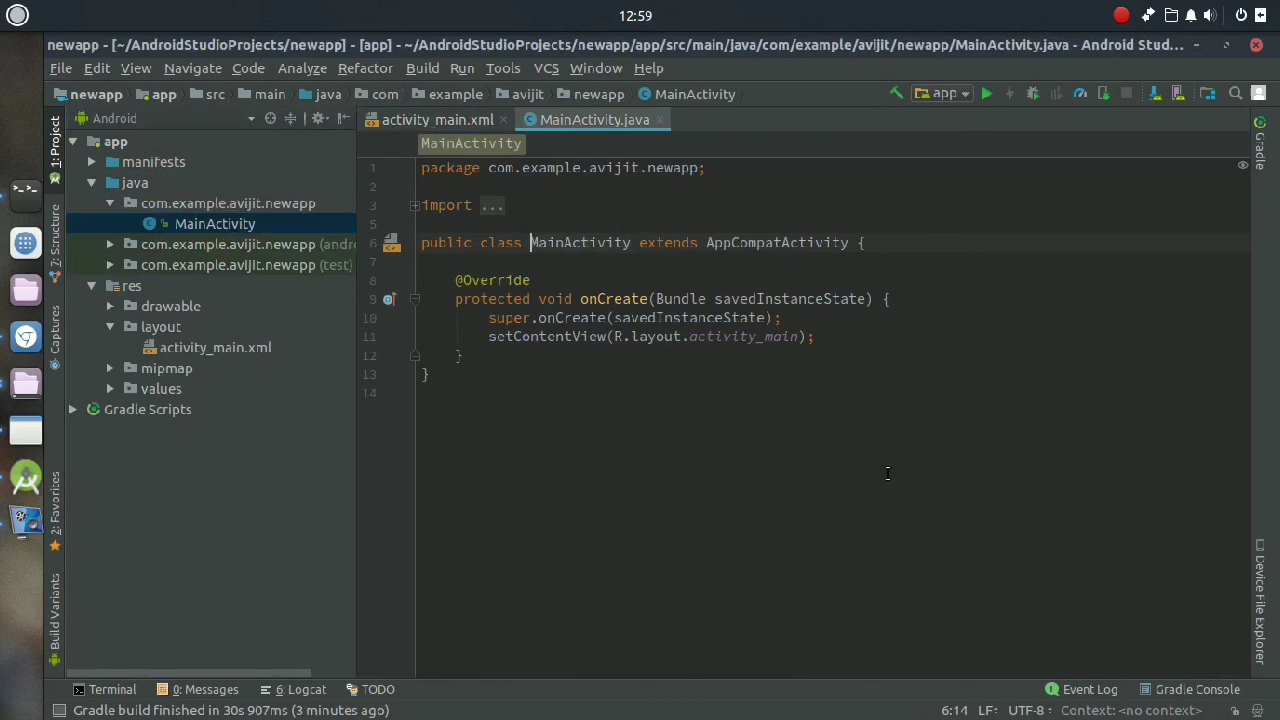 12:59
newapp - [~/AndroidStudioProjects/newapp] - [app] - ~/AndroidStudioProjects/newapp/app/src/main/java/com/example/avijit/newapp/MainActivity.java - Android Stud...
File Edit View Navigate Code Analyze Refactor Build Run Tools VCS Window Help
newapp app src main java com example avijit newapp MainActivity app
Android
activity_main.xml MainActivity.java
MainActivity
app
manifests
java
com.example.avijit.newapp
MainActivity
com.example.avijit.newapp (andro
com.example.avijit.newapp (test)
res
drawable
layout
activity_main.xml
mipmap
values
Gradle Scripts
1 package com.example.avijit.newapp;
2
3 import ...
5
6 public class MainActivity extends AppCompatActivity {
7
8 @Override
9 protected void onCreate(Bundle savedInstanceState) {
10 super.onCreate(savedInstanceState);
11 setContentView(R.layout.activity_main);
12 }
13 }
14
1: Project
7: Structure
Captures
2: Favorites
Build Variants
Gradle
Device File Explorer
Terminal 0: Messages 6: Logcat TODO Event Log Gradle Console
Gradle build finished in 30s 907ms (3 minutes ago) 6:14 LF÷ UTF-8÷ Context: <no context>